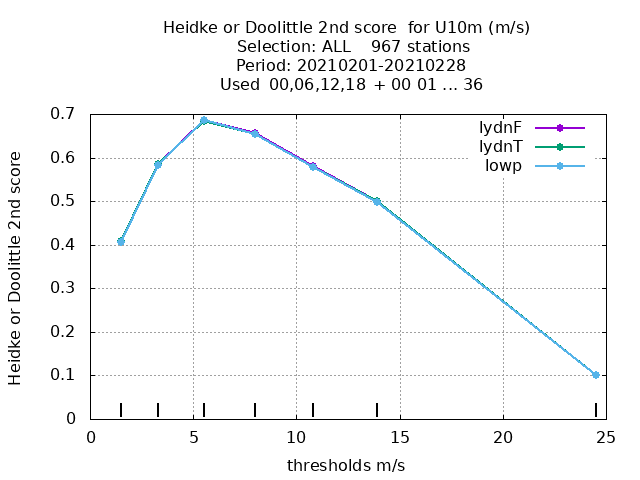 Heidke or Doolittle 2nd score  for U10m (m/s)
Selection: ALL    967 stations
Period: 20210201-20210228
Used  00,06,12,18  + 00 01 ... 36
Heidke or Doolittle 2nd score
0.7
0.6
0.5
0.4
0.3
0.2
0.1
0
lydnF
lydnT
lowp
0 5 10 15 20 25
thresholds m/s